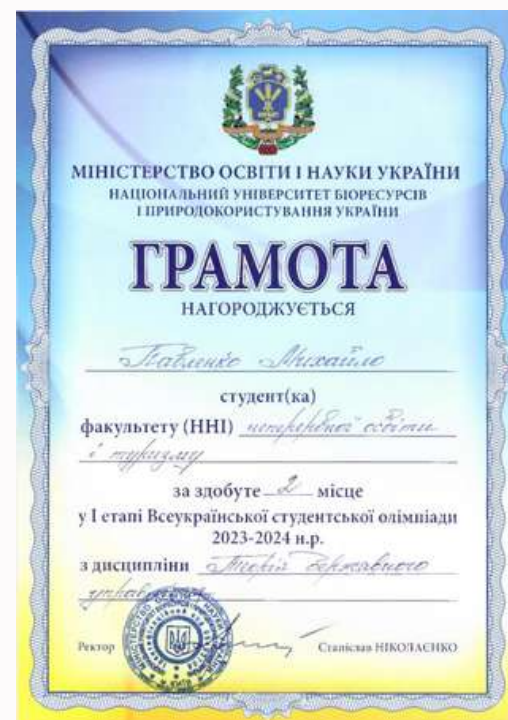 МІНІСТЕРСТВО ОСВІТИ І НАУКИ УКРАЇНИ
НАЦІОНАЛЬНИЙ УНІВЕРСИТЕТ БІОРЕСУРСІВ
І ПРИРОДОКОРИСТУВАННЯ УКРАЇНИ
ГРАМОТА
НАГОРОДЖУЄТЬСЯ
Павленко Михайло
студент(ка)
факультету (ННІ) неперервної освіти
і туризму
за здобуте 2 місце
у І етапі Всеукраїнської студентської олімпіади
2023-2024 н.р.
з дисципліни Теорія державного
управління
Ректор Станіслав НІКОЛАЄНКО